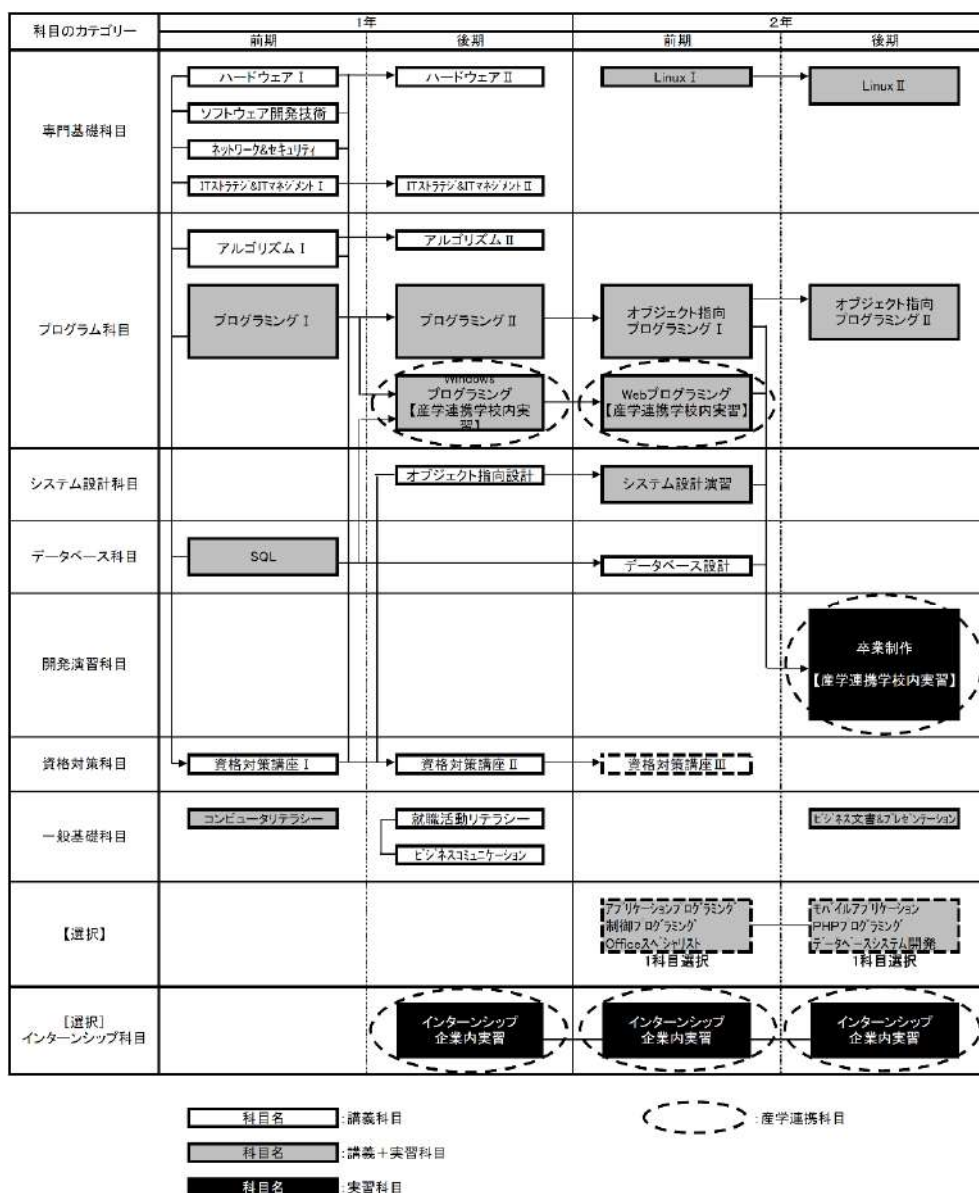 科目のカテゴリー
1年
2年
前期
後期
前期
後期
専門基礎科目
ハードウェアⅠ
ハードウェアⅡ
LinuxⅠ
LinuxⅡ
ソフトウェア開発技術
ネットワーク&セキュリティ
ITストラテジ&ITマネジメントⅠ
ITストラテジ&ITマネジメントⅡ
プログラム科目
アルゴリズムⅠ
アルゴリズムⅡ
プログラミングⅠ
プログラミングⅡ
オブジェクト指向
プログラミングⅠ
オブジェクト指向
プログラミングⅡ
Windows
プログラミング
【産学連携学校内実
習】
Webプログラミング
【産学連携学校内実習】
システム設計科目
オブジェクト指向設計
システム設計演習
データベース科目
SQL
データベース設計
開発演習科目
卒業制作
【産学連携学校内実習】
資格対策科目
資格対策講座Ⅰ
資格対策講座Ⅱ
資格対策講座Ⅲ
一般基礎科目
コンピュータリテラシー
就職活動リテラシー
ビジネスコミュニケーション
ビジネス文書&プレゼンテーション
【選択】
アプリケーションプログラミング
制御プログラミング
Officeスペシャリスト
1科目選択
モバイルアプリケーション
PHPプログラミング
データベースシステム開発
1科目選択
[選択]
インターンシップ科目
インターンシップ
企業内実習
インターンシップ
企業内実習
インターンシップ
企業内実習
科目名
:講義科目
:産学連携科目
科目名
:講義+実習科目
科目名
:実習科目